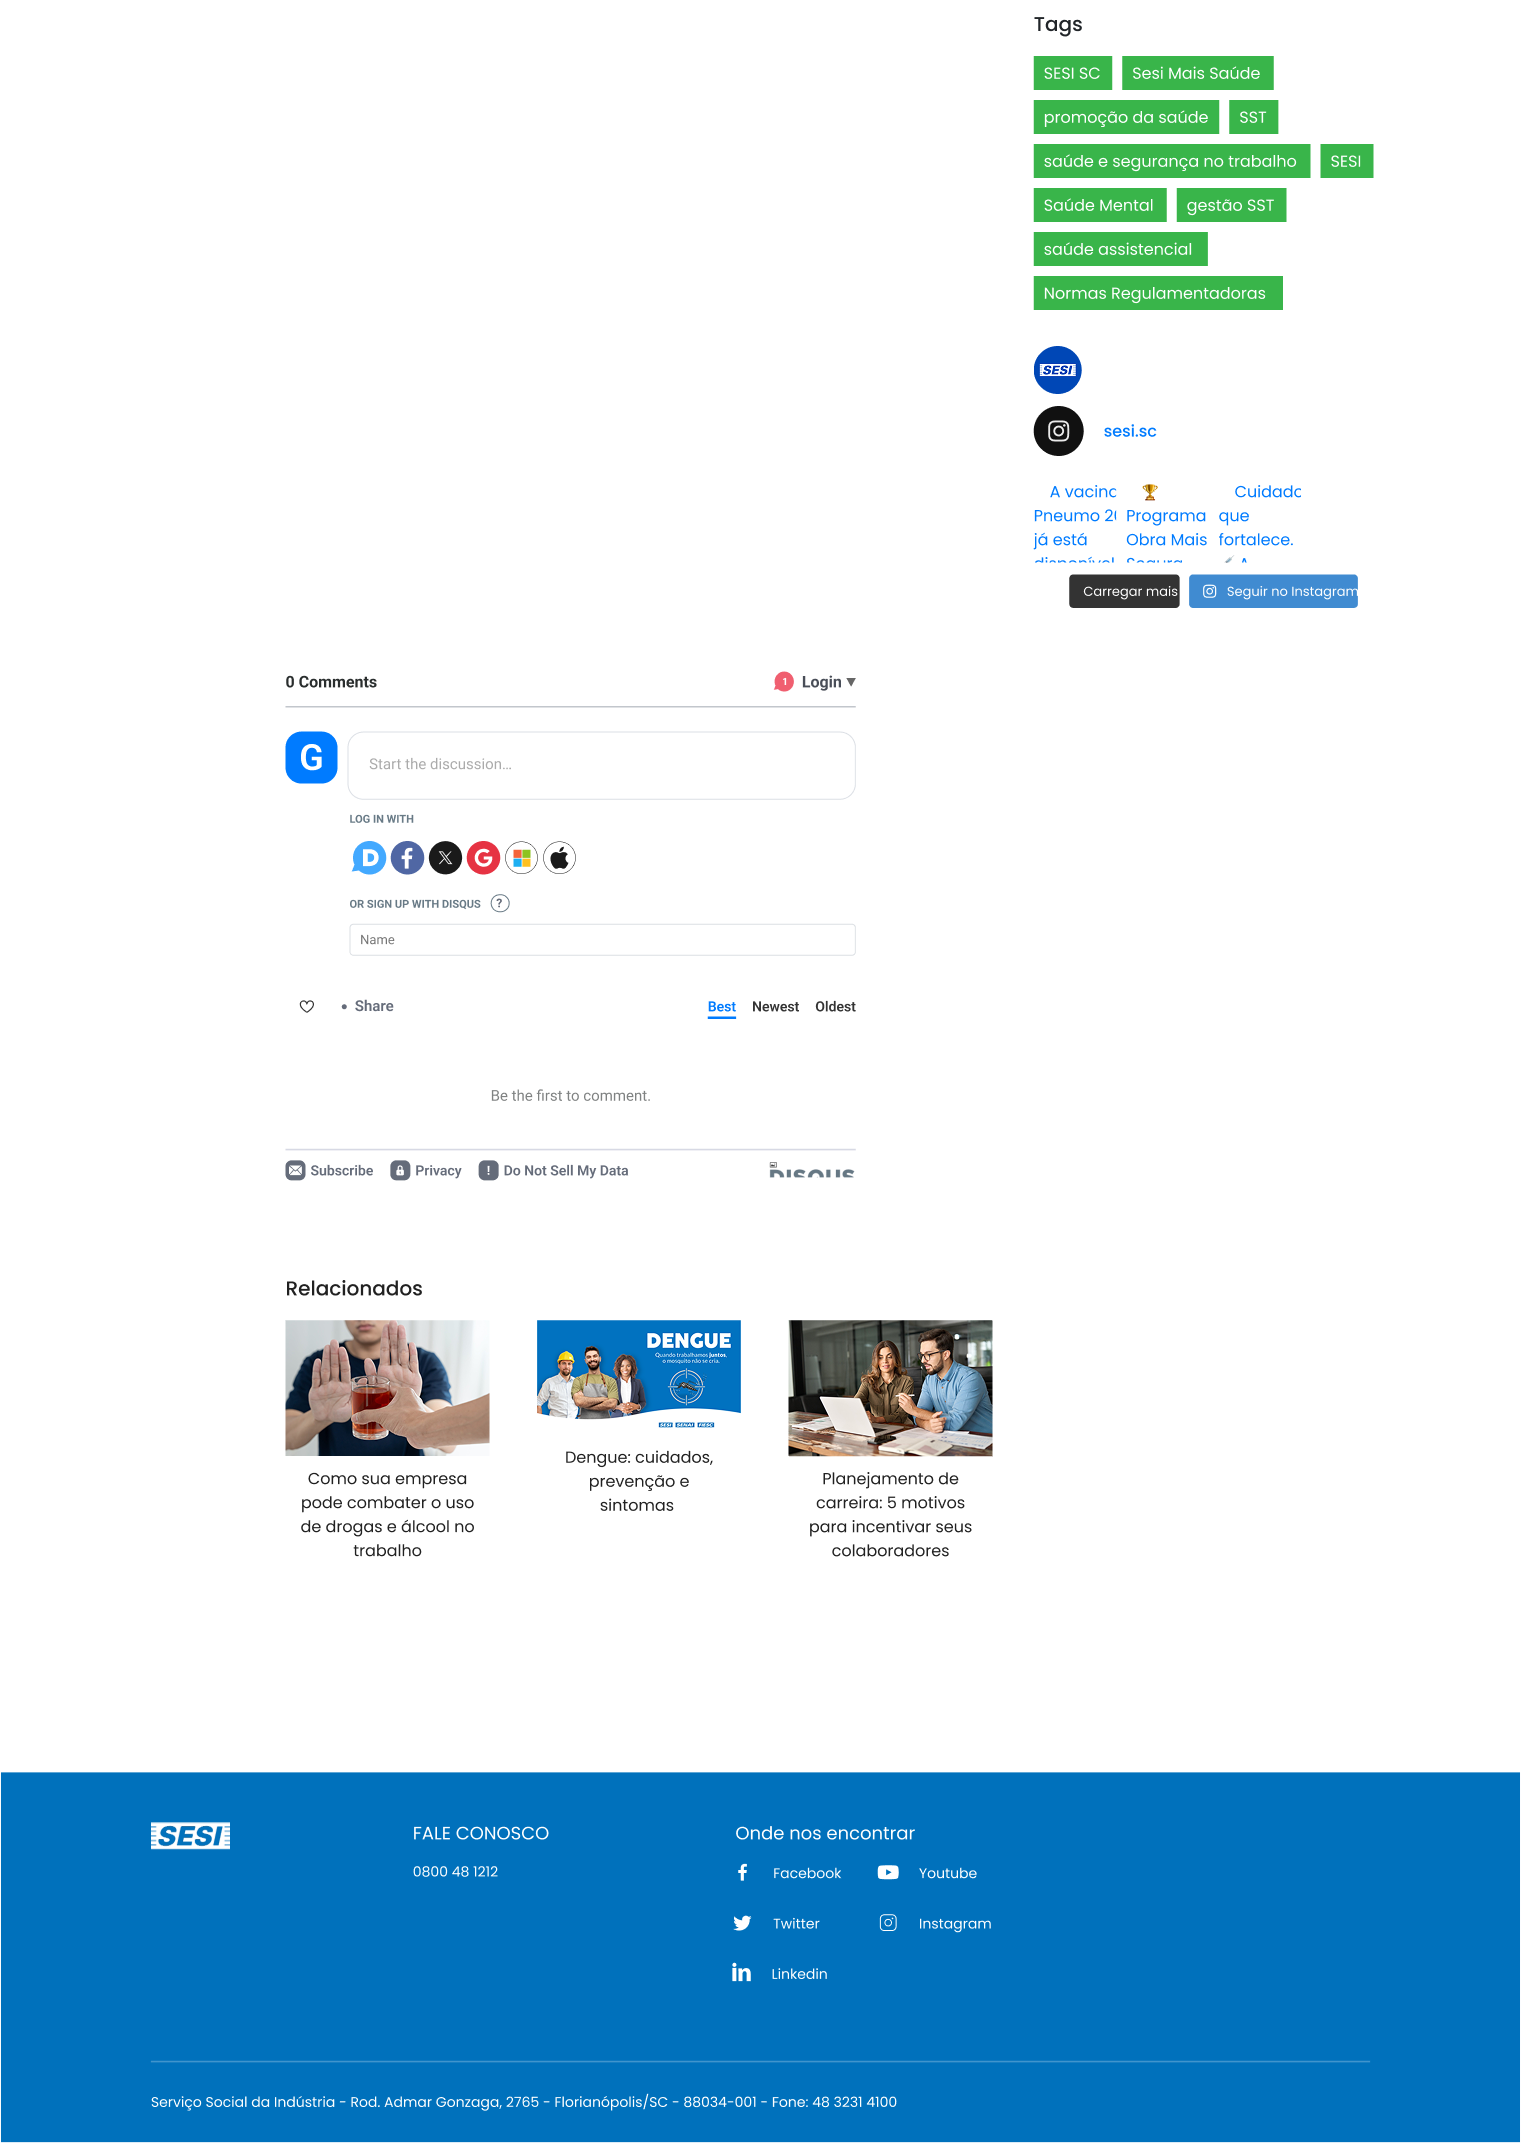 Tags
SESI SC
Sesi Mais Saúde
promoção da saúde
SST
saúde e segurança no trabalho
SESI
Saúde Mental
gestão SST
saúde assistencial
Normas Regulamentadoras
SESI
sesi.sc
A vacina
Pneumo 20
já está
disponível
🏆
Programa
Obra Mais
Segura
Cuidado
que
fortalece.
A
Carregar mais
Seguir no Instagram
0 Comments
1
Login
G
Start the discussion…
LOG IN WITH
OR SIGN UP WITH DISQUS
?
Name
• Share
Best
Newest
Oldest
Be the first to comment.
Subscribe
Privacy
Do Not Sell My Data
DISQUS
Relacionados
DENGUE
Quando trabalhamos juntos,
o mosquito não se cria.
SESI SENAI FIESC
Como sua empresa
pode combater o uso
de drogas e álcool no
trabalho
Dengue: cuidados,
prevenção e
sintomas
Planejamento de
carreira: 5 motivos
para incentivar seus
colaboradores
SESI
FALE CONOSCO
0800 48 1212
Onde nos encontrar
Facebook
Youtube
Twitter
Instagram
Linkedin
Serviço Social da Indústria - Rod. Admar Gonzaga, 2765 - Florianópolis/SC - 88034-001 - Fone: 48 3231 4100